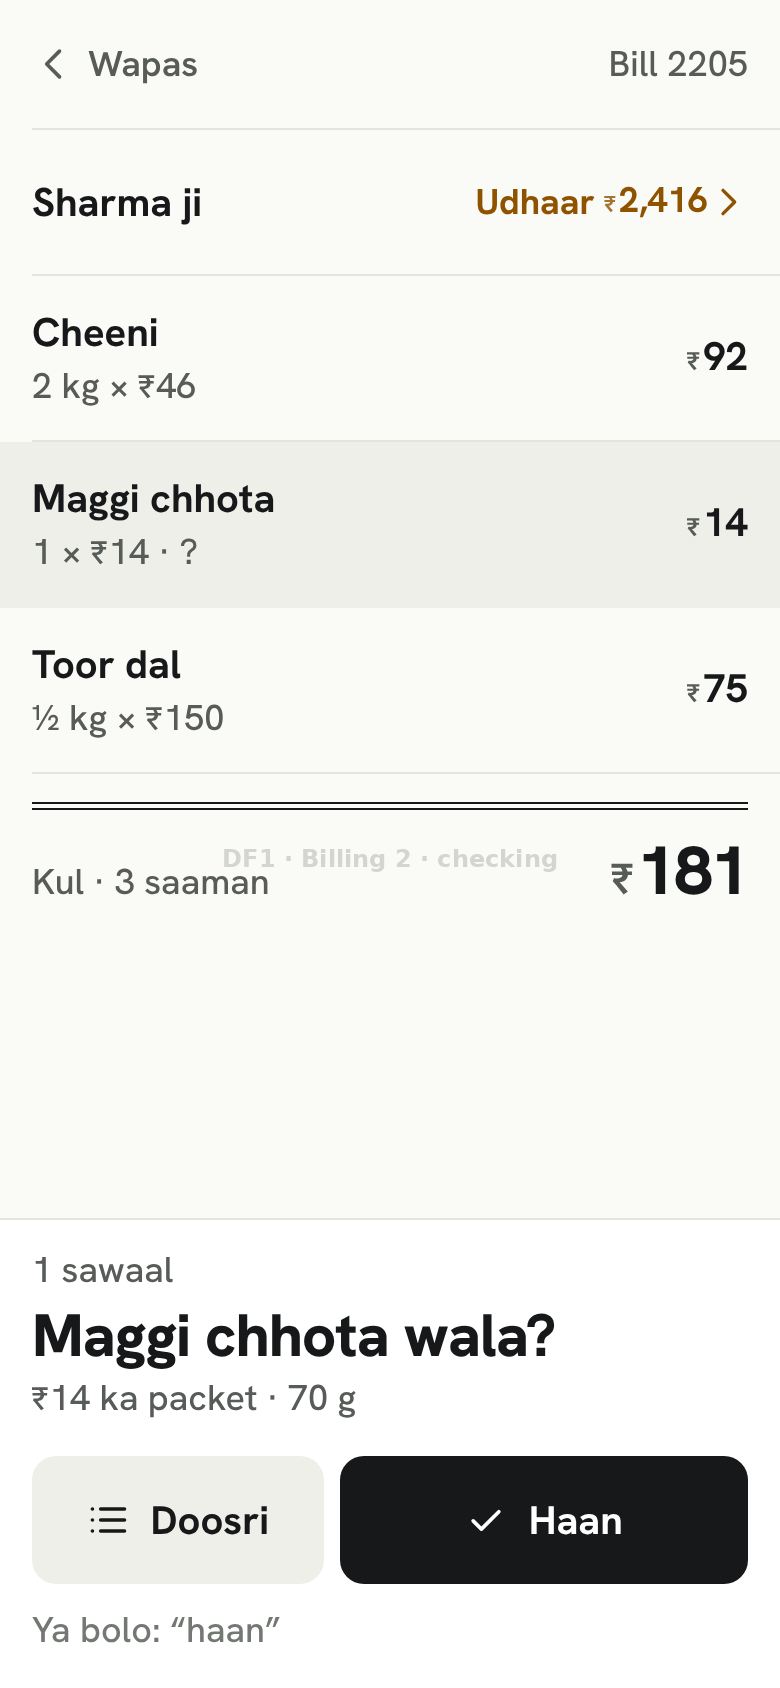 Wapas
Bill 2205
Sharma ji
Udhaar ₹2,416
Cheeni
2 kg × ₹46
₹92
Maggi chhota
1 × ₹14 · ?
₹14
Toor dal
½ kg × ₹150
₹75
DF1 · Billing 2 · checking
Kul · 3 saaman
₹181
1 sawaal
Maggi chhota wala?
₹14 ka packet · 70 g
Doosri
Haan
Ya bolo: “haan”